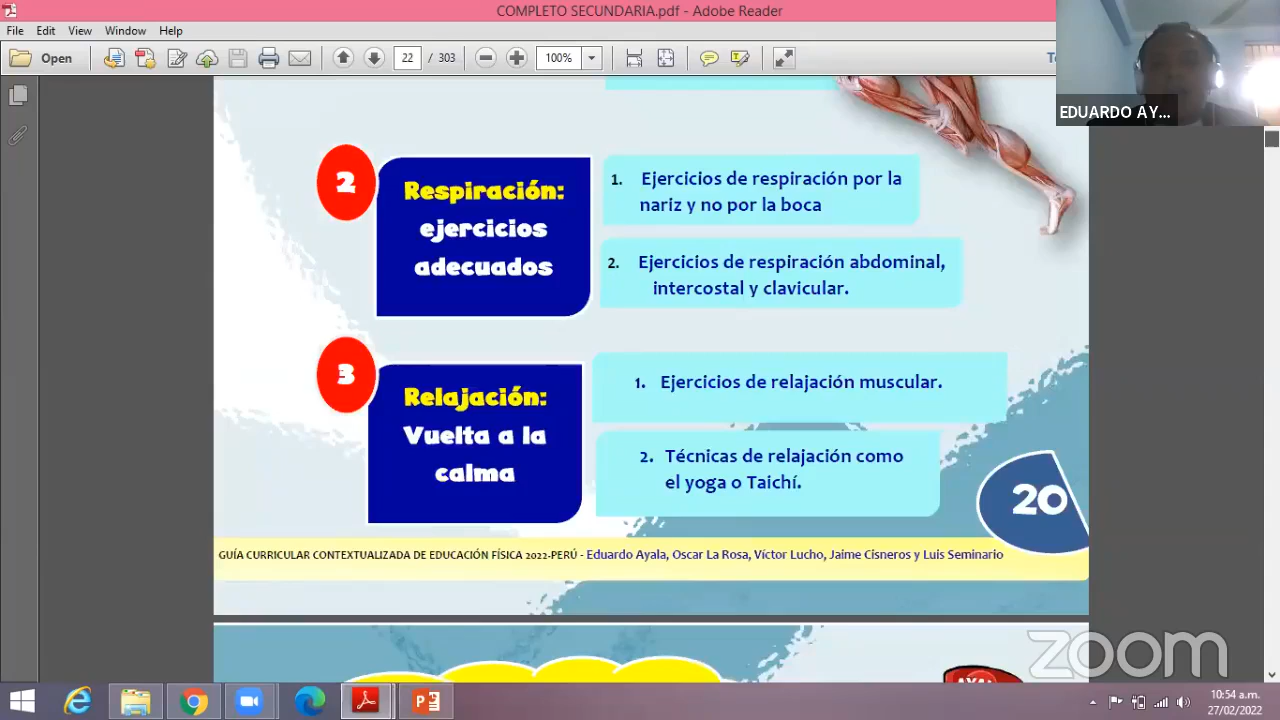 COMPLETO SECUNDARIA.pdf - Adobe Reader
File Edit View Window Help
Open 22 / 303 100%
EDUARDO AY...
2
Respiración:
ejercicios
adecuados
1. Ejercicios de respiración por la
nariz y no por la boca
2. Ejercicios de respiración abdominal,
intercostal y clavicular.
3
Relajación:
Vuelta a la
calma
1. Ejercicios de relajación muscular.
2. Técnicas de relajación como
el yoga o Taichí.
20
GUÍA CURRICULAR CONTEXTUALIZADA DE EDUCACIÓN FÍSICA 2022-PERÚ - Eduardo Ayala, Oscar La Rosa, Víctor Lucho, Jaime Cisneros y Luis Seminario
zoom
10:54 a.m.
27/02/2022